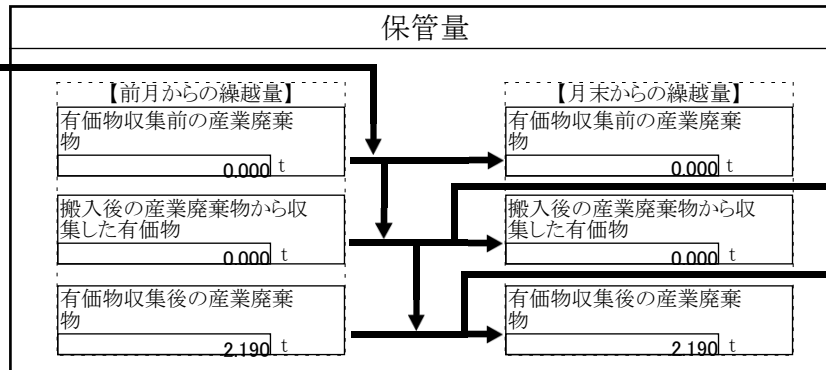 保管量
【前月からの繰越量】
有価物収集前の産業廃棄
物
0.000 t
搬入後の産業廃棄物から収
集した有価物
0.000 t
有価物収集後の産業廃棄
物
2.190 t
【月末からの繰越量】
有価物収集前の産業廃棄
物
0.000 t
搬入後の産業廃棄物から収
集した有価物
0.000 t
有価物収集後の産業廃棄
物
2.190 t